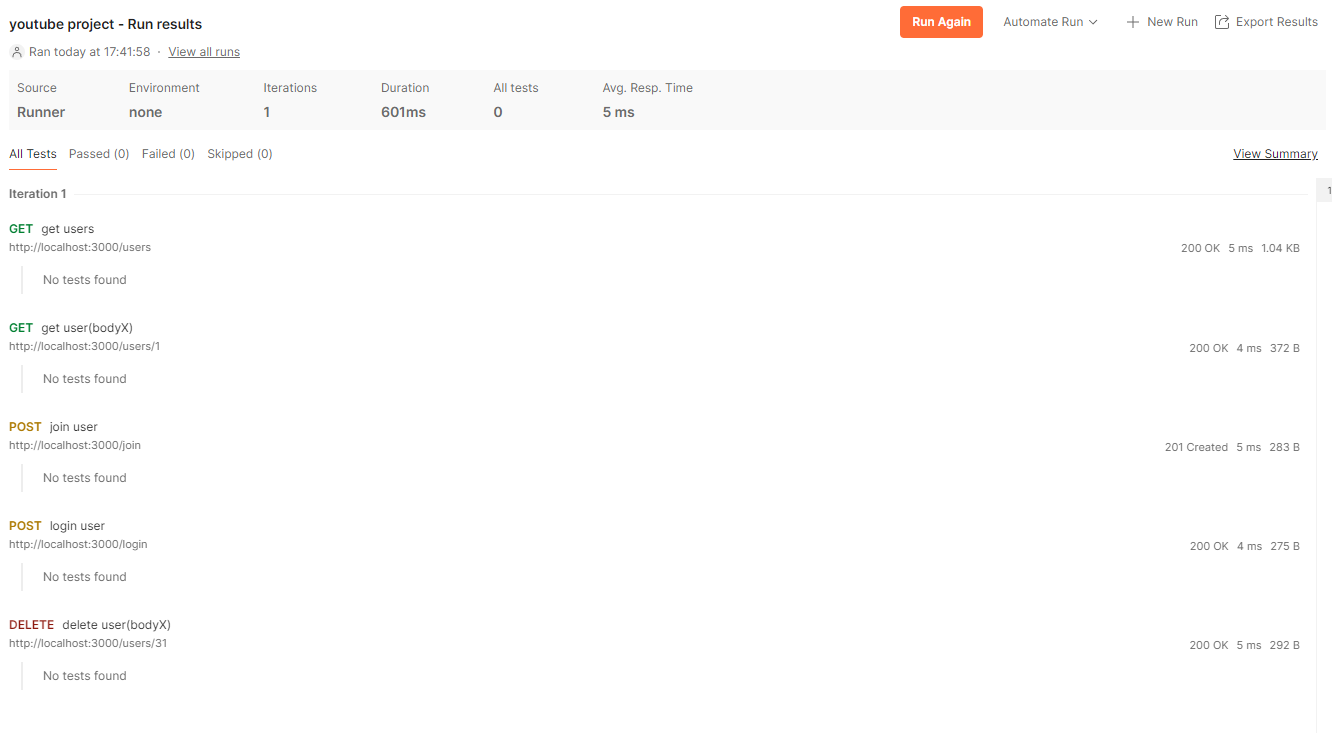 youtube project - Run results
Run Again Automate Run New Run Export Results
Ran today at 17:41:58 · View all runs
Source Environment Iterations Duration All tests Avg. Resp. Time
Runner none 1 601ms 0 5 ms
All Tests Passed (0) Failed (0) Skipped (0) View Summary
Iteration 1 1
GET get users
http://localhost:3000/users 200 OK 5 ms 1.04 KB
No tests found
GET get user(bodyX)
http://localhost:3000/users/1 200 OK 4 ms 372 B
No tests found
POST join user
http://localhost:3000/join 201 Created 5 ms 283 B
No tests found
POST login user
http://localhost:3000/login 200 OK 4 ms 275 B
No tests found
DELETE delete user(bodyX)
http://localhost:3000/users/31 200 OK 5 ms 292 B
No tests found